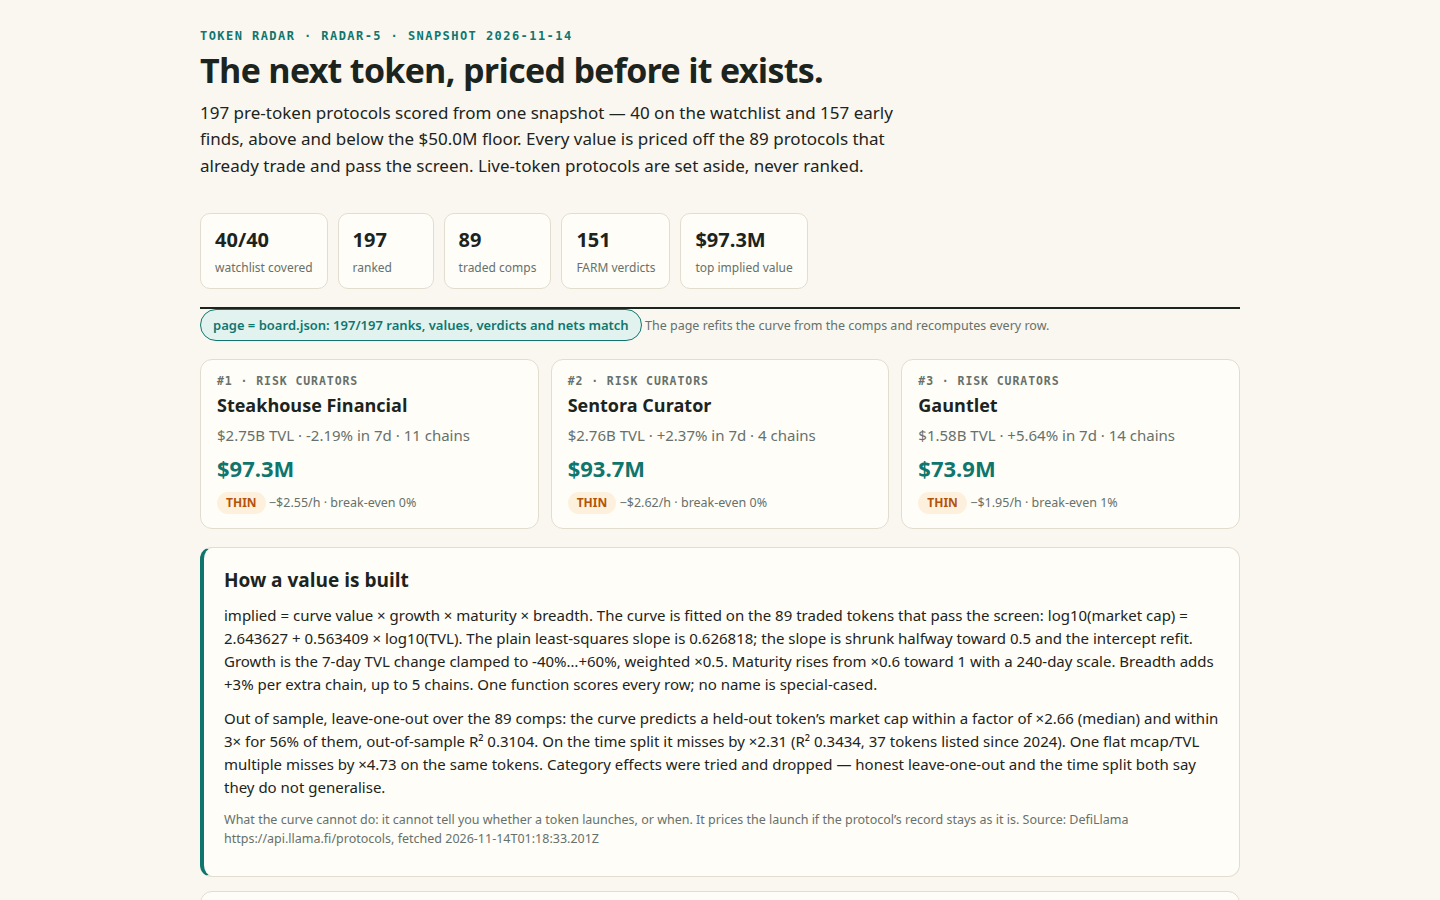 TOKEN RADAR · RADAR-5 · SNAPSHOT 2026-11-14
The next token, priced before it exists.
197 pre-token protocols scored from one snapshot — 40 on the watchlist and 157 early
finds, above and below the $50.0M floor. Every value is priced off the 89 protocols that
already trade and pass the screen. Live-token protocols are set aside, never ranked.
40/40
watchlist covered
197
ranked
89
traded comps
151
FARM verdicts
$97.3M
top implied value
page = board.json: 197/197 ranks, values, verdicts and nets match The page refits the curve from the comps and recomputes every row.
#1 · RISK CURATORS
Steakhouse Financial
$2.75B TVL · -2.19% in 7d · 11 chains
$97.3M
THIN −$2.55/h · break-even 0%
#2 · RISK CURATORS
Sentora Curator
$2.76B TVL · +2.37% in 7d · 4 chains
$93.7M
THIN −$2.62/h · break-even 0%
#3 · RISK CURATORS
Gauntlet
$1.58B TVL · +5.64% in 7d · 14 chains
$73.9M
THIN −$1.95/h · break-even 1%
How a value is built
implied = curve value × growth × maturity × breadth. The curve is fitted on the 89 traded tokens that pass the screen: log10(market cap) =
2.643627 + 0.563409 × log10(TVL). The plain least-squares slope is 0.626818; the slope is shrunk halfway toward 0.5 and the intercept refit.
Growth is the 7-day TVL change clamped to -40%…+60%, weighted ×0.5. Maturity rises from ×0.6 toward 1 with a 240-day scale. Breadth adds
+3% per extra chain, up to 5 chains. One function scores every row; no name is special-cased.
Out of sample, leave-one-out over the 89 comps: the curve predicts a held-out token’s market cap within a factor of ×2.66 (median) and within
3× for 56% of them, out-of-sample R² 0.3104. On the time split it misses by ×2.31 (R² 0.3434, 37 tokens listed since 2024). One flat mcap/TVL
multiple misses by ×4.73 on the same tokens. Category effects were tried and dropped — honest leave-one-out and the time split both say
they do not generalise.
What the curve cannot do: it cannot tell you whether a token launches, or when. It prices the launch if the protocol’s record stays as it is. Source: DefiLlama
https://api.llama.fi/protocols, fetched 2026-11-14T01:18:33.201Z